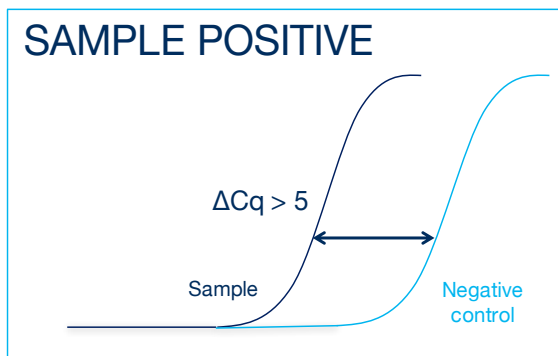 SAMPLE POSITIVE
ΔCq > 5
Sample
Negative
control